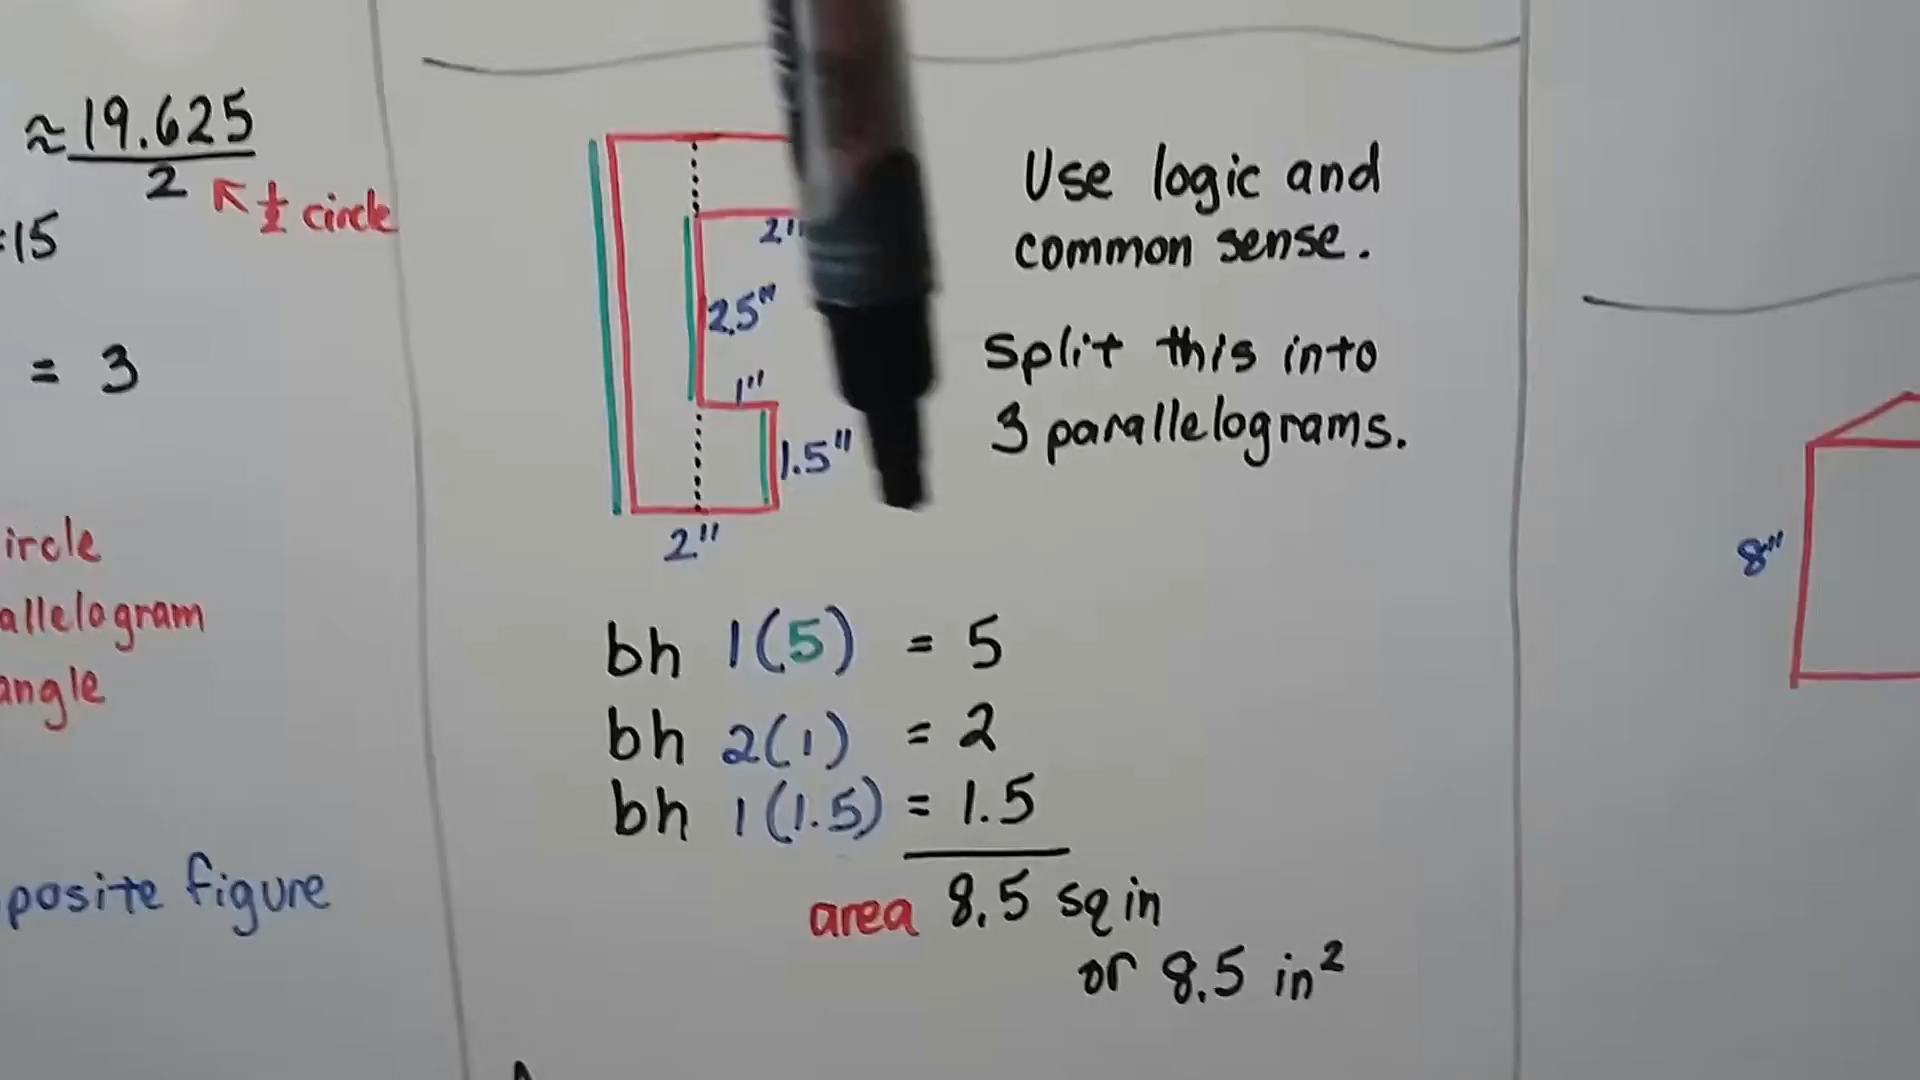 ≈ 19.625
2
↖ ½ circle
15
= 3
ircle
allelogram
angle
posite figure
2"
2.5"
1"
1.5"
2"
Use logic and
common sense.
Split this into
3 parallelograms.
bh 1(5) = 5
bh 2(1) = 2
bh 1(1.5) = 1.5
area 8.5 sq in
or 8.5 in²
8"